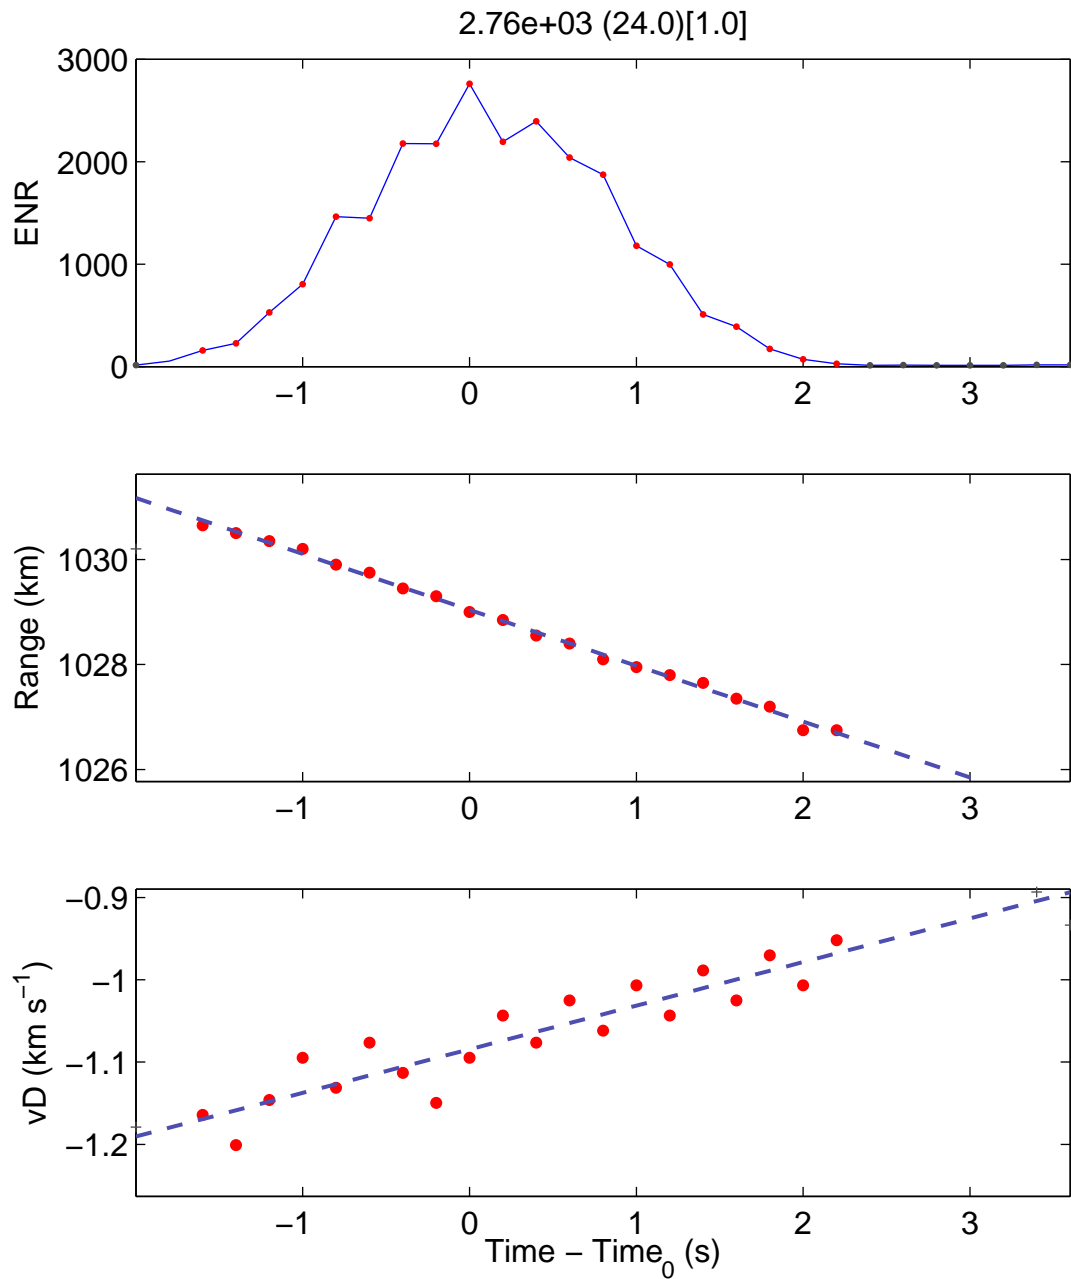 2.76e+03 (24.0)[1.0]
3000
2000
1000
0
ENR
−1 0 1 2 3
1030
1028
1026
Range (km)
−1 0 1 2 3
−0.9
−1
−1.1
−1.2
vD (km s−1)
−1 0 1 2 3
Time − Time0 (s)